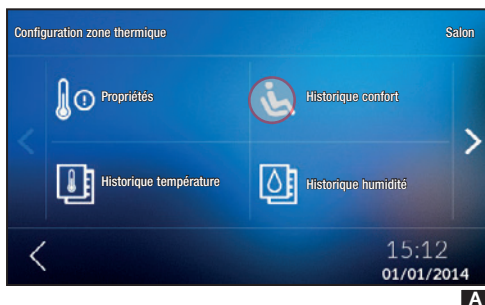 Configuration zone thermique
Salon
Propriétés
Historique confort
Historique température
Historique humidité
15:12
01/01/2014
A